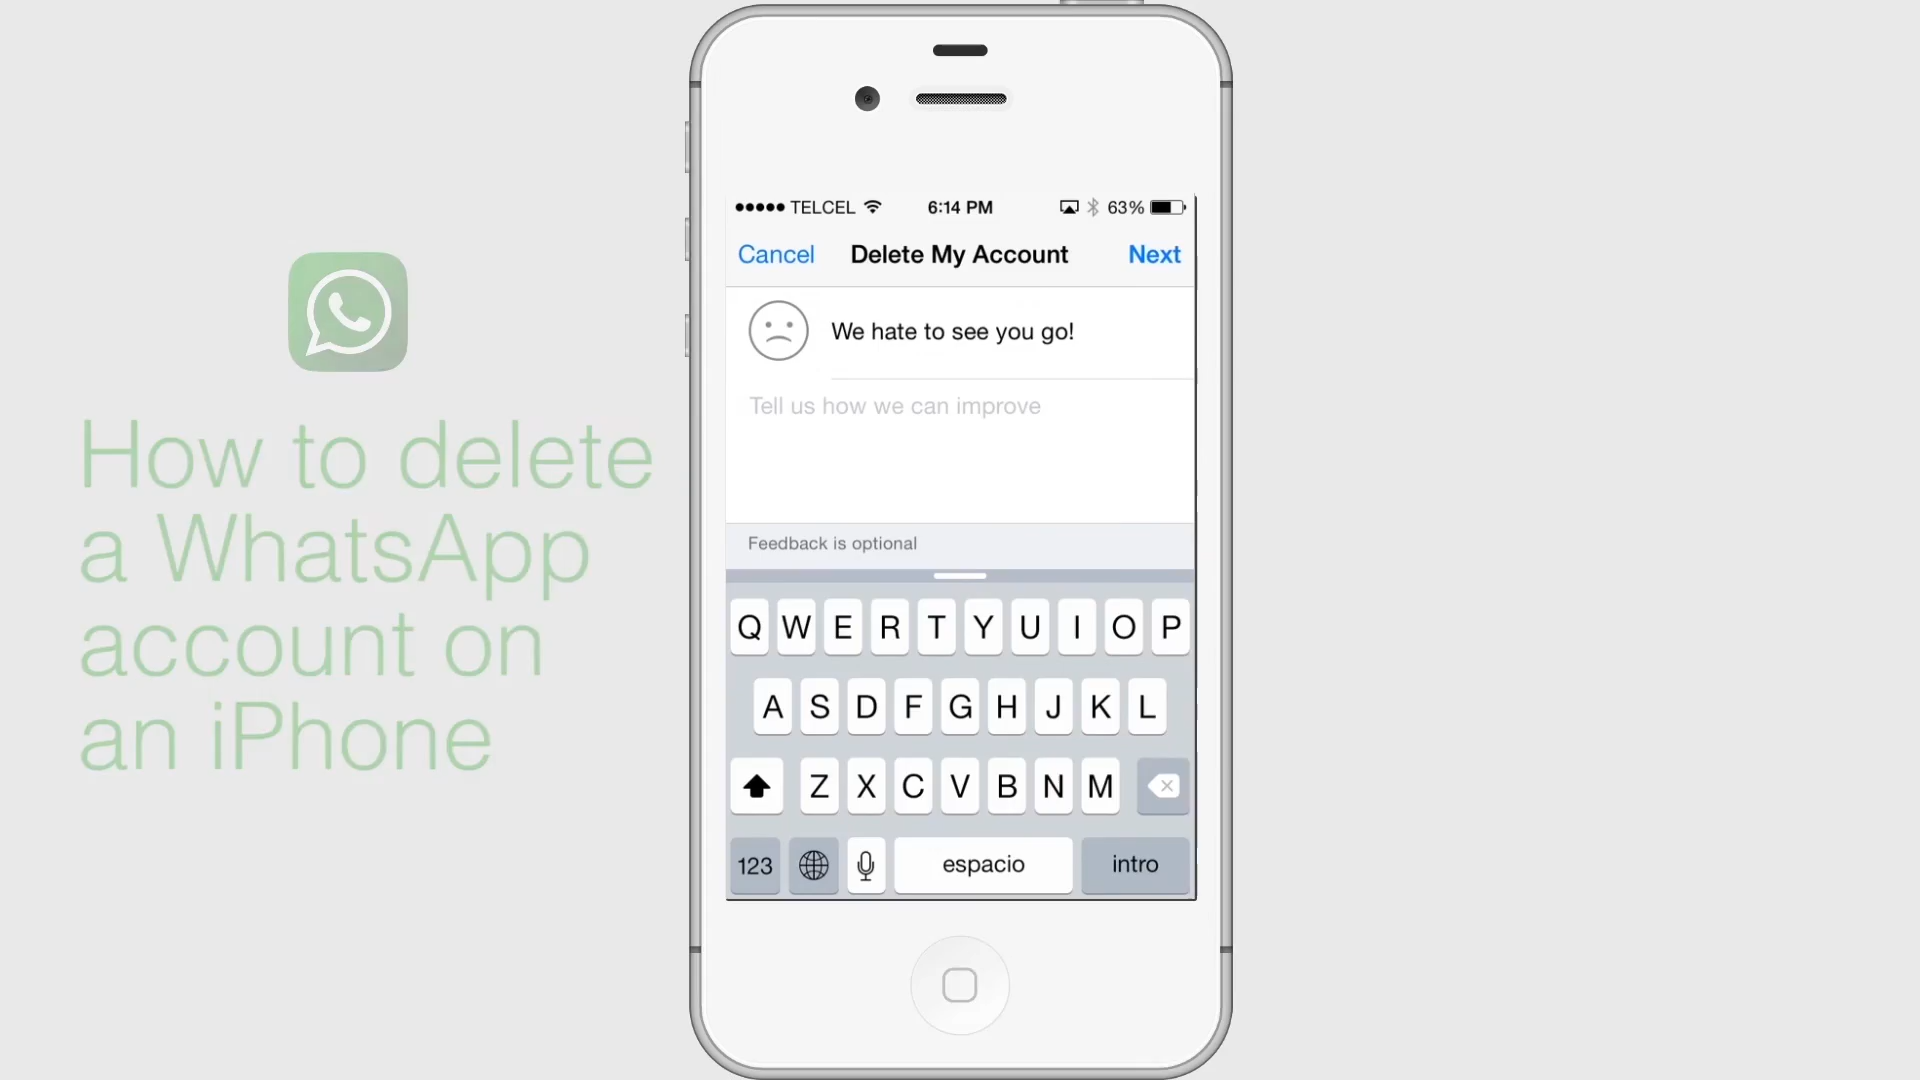 How to delete
a WhatsApp
account on
an iPhone
TELCEL 6:14 PM 63%
Cancel Delete My Account Next
We hate to see you go!
Tell us how we can improve
Feedback is optional
Q W E R T Y U I O P
A S D F G H J K L
Z X C V B N M
123 espacio intro